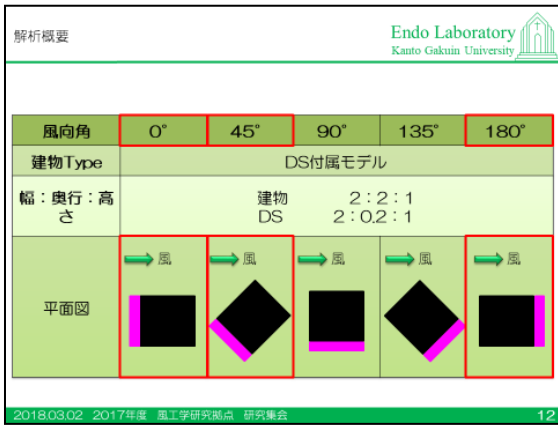 解析概要
Endo Laboratory
Kanto Gakuin University
風向角 0° 45° 90° 135° 180°
建物Type DS付属モデル
幅：奥行：高
さ
建物 2：2：1
DS 2：0.2：1
平面図
風 風 風 風 風
2018.03.02 2017年度 風工学研究拠点 研究集会 12